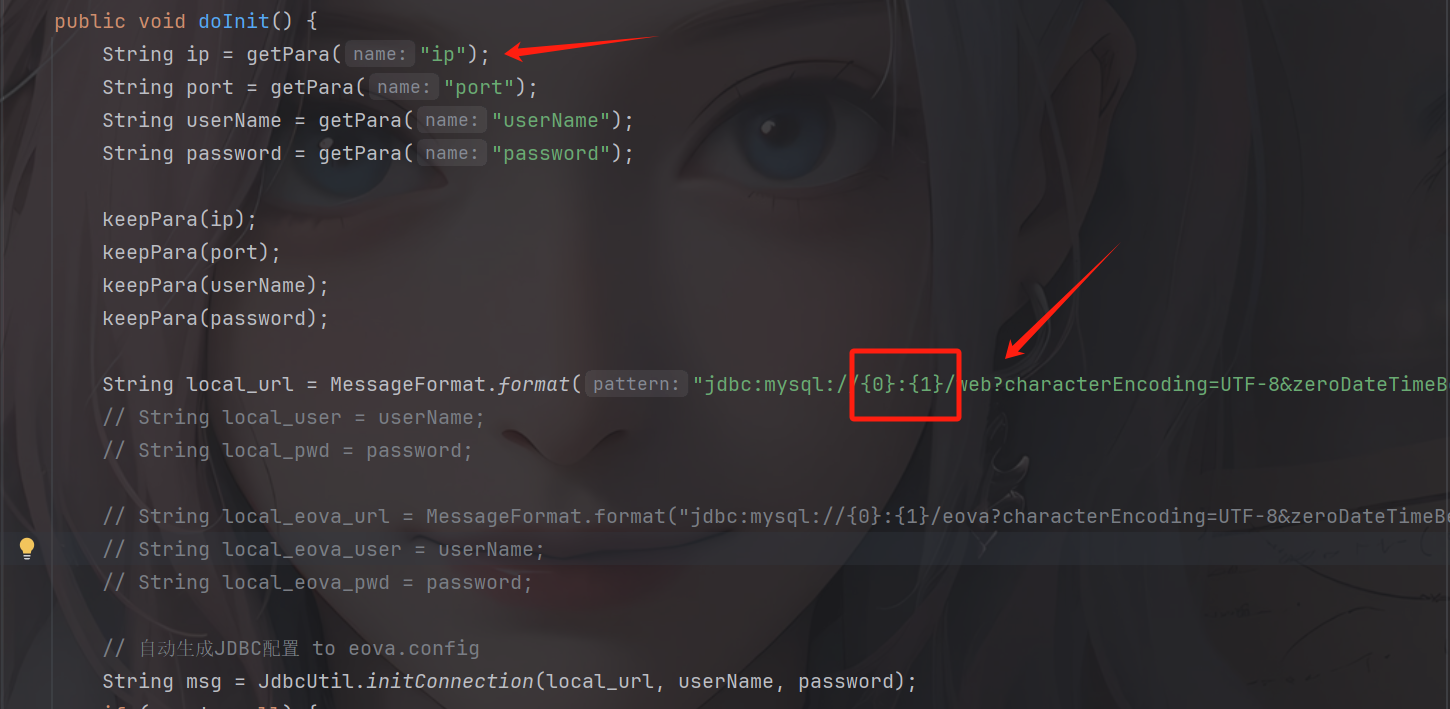 public void doInit() {
String ip = getPara( name: "ip");
String port = getPara( name: "port");
String userName = getPara( name: "userName");
String password = getPara( name: "password");
keepPara(ip);
keepPara(port);
keepPara(userName);
keepPara(password);
String local_url = MessageFormat.format( pattern: "jdbc:mysql://{0}:{1}/web?characterEncoding=UTF-8&zeroDateTimeB
// String local_user = userName;
// String local_pwd = password;
// String local_eova_url = MessageFormat.format("jdbc:mysql://{0}:{1}/eova?characterEncoding=UTF-8&zeroDateTimeBe
// String local_eova_user = userName;
// String local_eova_pwd = password;
// 自动生成JDBC配置 to eova.config
String msg = JdbcUtil.initConnection(local_url, userName, password);